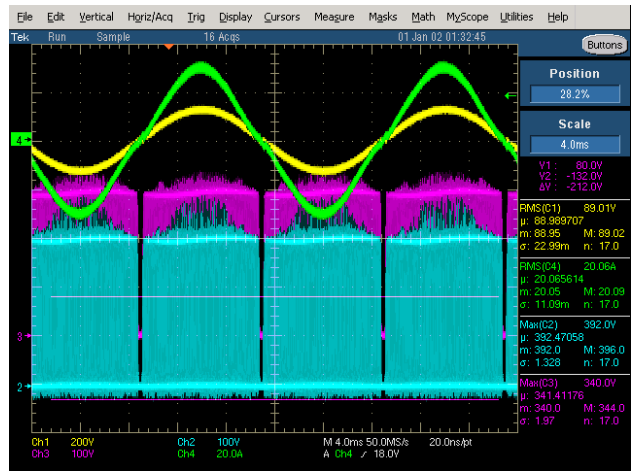 File Edit Vertical Horiz/Acq Trig Display Cursors Measure Masks Math MyScope Utilities Help
Tek Run Sample 16 Acqs 01 Jan 02 01:32:45
Buttons
Position
28.2%
Scale
4.0ms
V1: 80.0V
V2: -132.0V
ΔV: -212.0V
RMS(C1) 89.01V
µ: 88.989707
m: 88.95 M: 89.02
σ: 22.99m n: 17.0
RMS(C4) 20.06A
µ: 20.065614
m: 20.05 M: 20.09
σ: 11.09m n: 17.0
Max(C2) 392.0V
µ: 392.47058
m: 392.0 M: 396.0
σ: 1.328 n: 17.0
Max(C3) 340.0V
µ: 341.41176
m: 340.0 M: 344.0
σ: 1.97 n: 17.0
4
3
2
Ch1 200V Ch2 100V M 4.0ms 50.0MS/s 20.0ns/pt
Ch3 100V Ch4 20.0A A Ch4 ∕ 18.0V